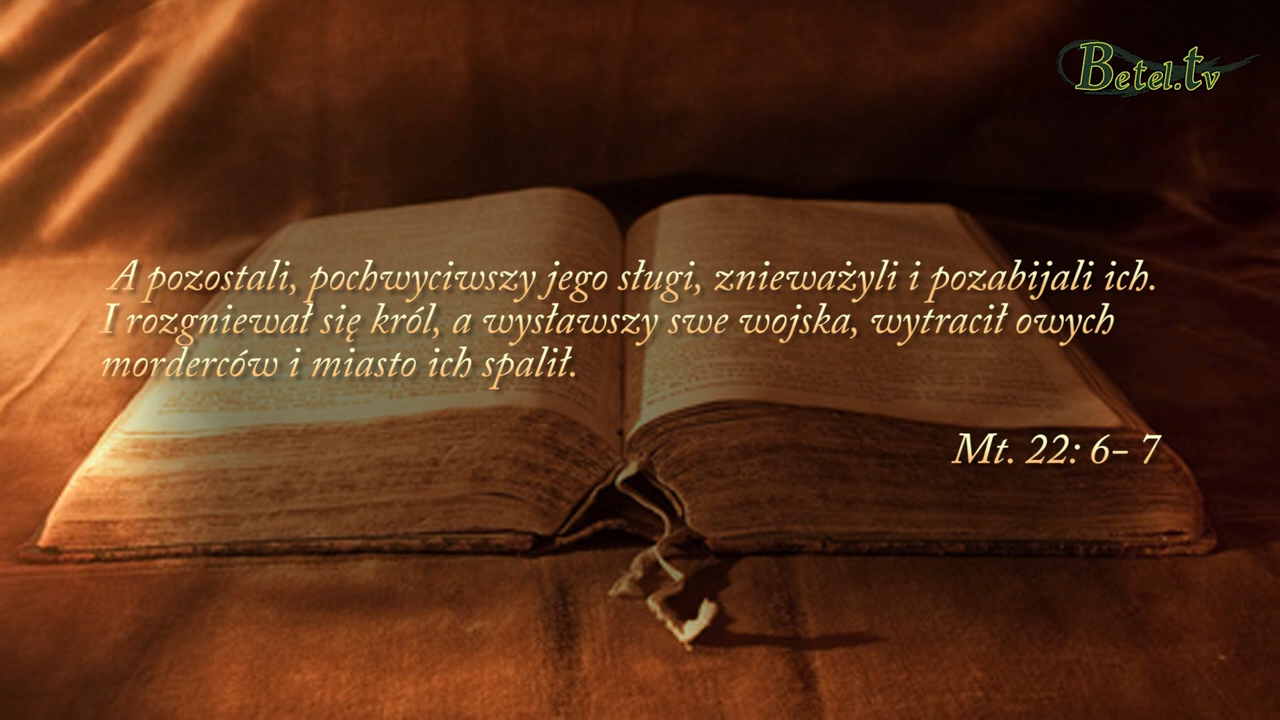 Betel.tv
A pozostali, pochwyciwszy jego sługi, znieważyli i pozabijali ich.
I rozgniewał się król, a wysławszy swe wojska, wytracił owych
morderców i miasto ich spalił.
Mt. 22: 6- 7